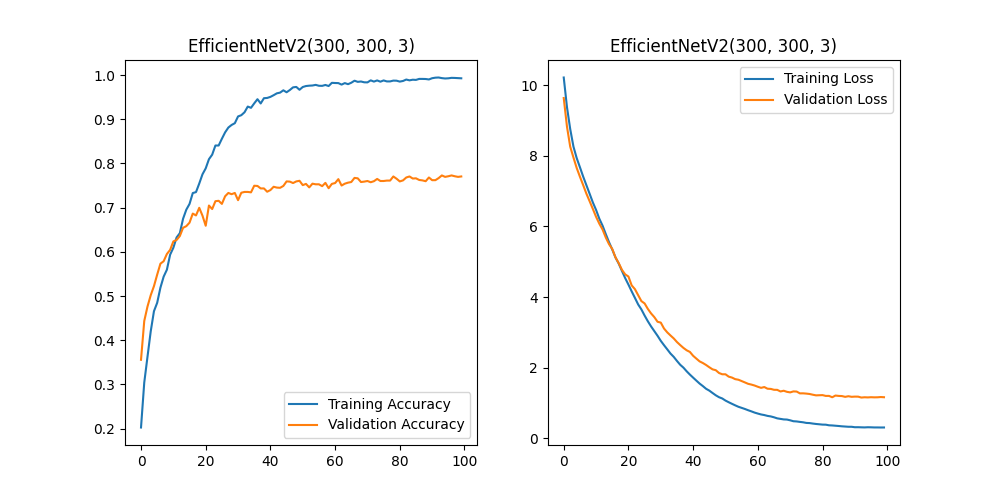 EfficientNetV2(300, 300, 3)
1.0
0.9
0.8
0.7
0.6
0.5
0.4
0.3
0.2
0 20 40 60 80 100
Training Accuracy
Validation Accuracy
EfficientNetV2(300, 300, 3)
10
8
6
4
2
0
0 20 40 60 80 100
Training Loss
Validation Loss